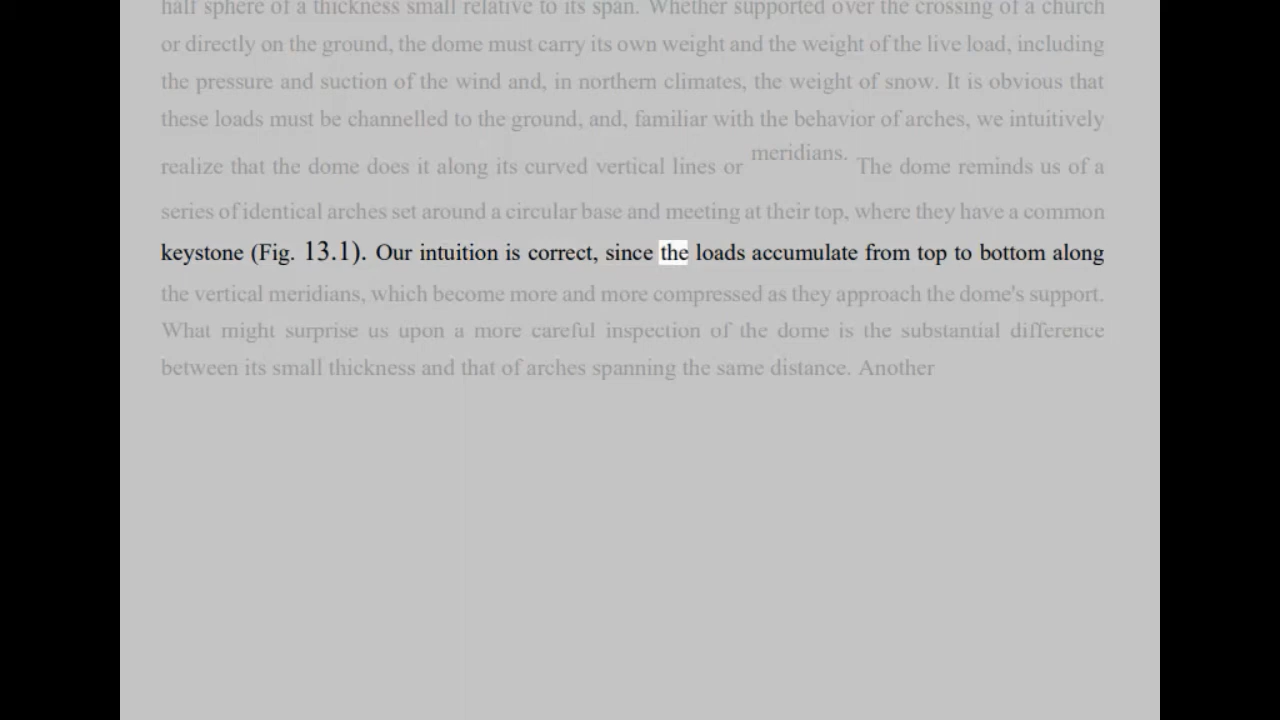 half sphere of a thickness small relative to its span. Whether supported over the crossing of a church
or directly on the ground, the dome must carry its own weight and the weight of the live load, including
the pressure and suction of the wind and, in northern climates, the weight of snow. It is obvious that
these loads must be channelled to the ground, and, familiar with the behavior of arches, we intuitively
realize that the dome does it along its curved vertical lines or meridians. The dome reminds us of a
series of identical arches set around a circular base and meeting at their top, where they have a common
keystone (Fig. 13.1). Our intuition is correct, since the loads accumulate from top to bottom along
the vertical meridians, which become more and more compressed as they approach the dome's support.
What might surprise us upon a more careful inspection of the dome is the substantial difference
between its small thickness and that of arches spanning the same distance. Another